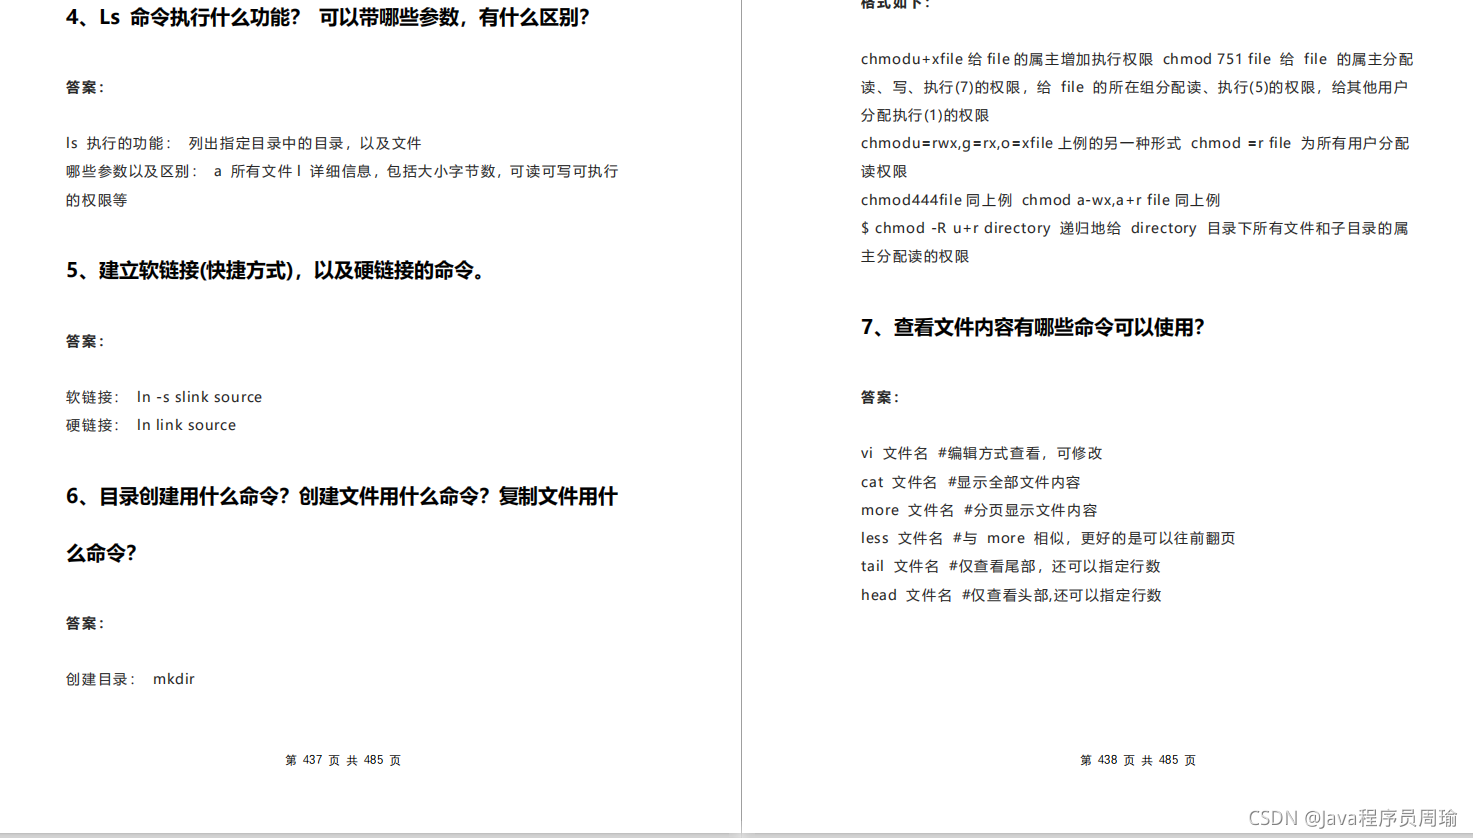 4、Ls 命令执行什么功能？ 可以带哪些参数，有什么区别？
答案：
ls 执行的功能： 列出指定目录中的目录，以及文件
哪些参数以及区别： a 所有文件 l 详细信息，包括大小字节数，可读可写可执行
的权限等
5、建立软链接(快捷方式)，以及硬链接的命令。
答案：
软链接： ln -s slink source
硬链接： ln link source
6、目录创建用什么命令？创建文件用什么命令？复制文件用什
么命令？
答案：
创建目录： mkdir
第 437 页 共 485 页
格式如下：
chmodu+xfile 给 file 的属主增加执行权限 chmod 751 file 给 file 的属主分配
读、写、执行(7)的权限，给 file 的所在组分配读、执行(5)的权限，给其他用户
分配执行(1)的权限
chmodu=rwx,g=rx,o=xfile 上例的另一种形式 chmod =r file 为所有用户分配
读权限
chmod444file 同上例 chmod a-wx,a+r file 同上例
$ chmod -R u+r directory 递归地给 directory 目录下所有文件和子目录的属
主分配读的权限
7、查看文件内容有哪些命令可以使用？
答案：
vi 文件名 #编辑方式查看，可修改
cat 文件名 #显示全部文件内容
more 文件名 #分页显示文件内容
less 文件名 #与 more 相似，更好的是可以往前翻页
tail 文件名 #仅查看尾部，还可以指定行数
head 文件名 #仅查看头部,还可以指定行数
第 438 页 共 485 页
CSDN @Java程序员周瑜